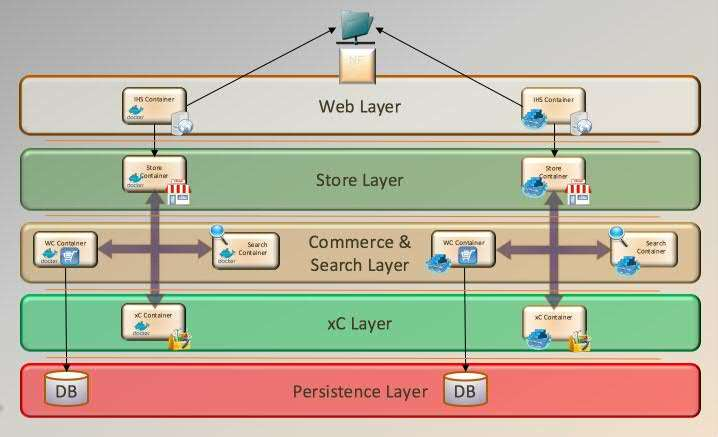 NF
IHS Container
docker
Web Layer
IHS Container
Store
Container
docker
Store Layer
Store
Container
WC Container
docker
Search
Container
docker
Commerce &
Search Layer
WC Container
Search
Container
xC Container
docker
xC Layer
xC Container
DB
Persistence Layer
DB